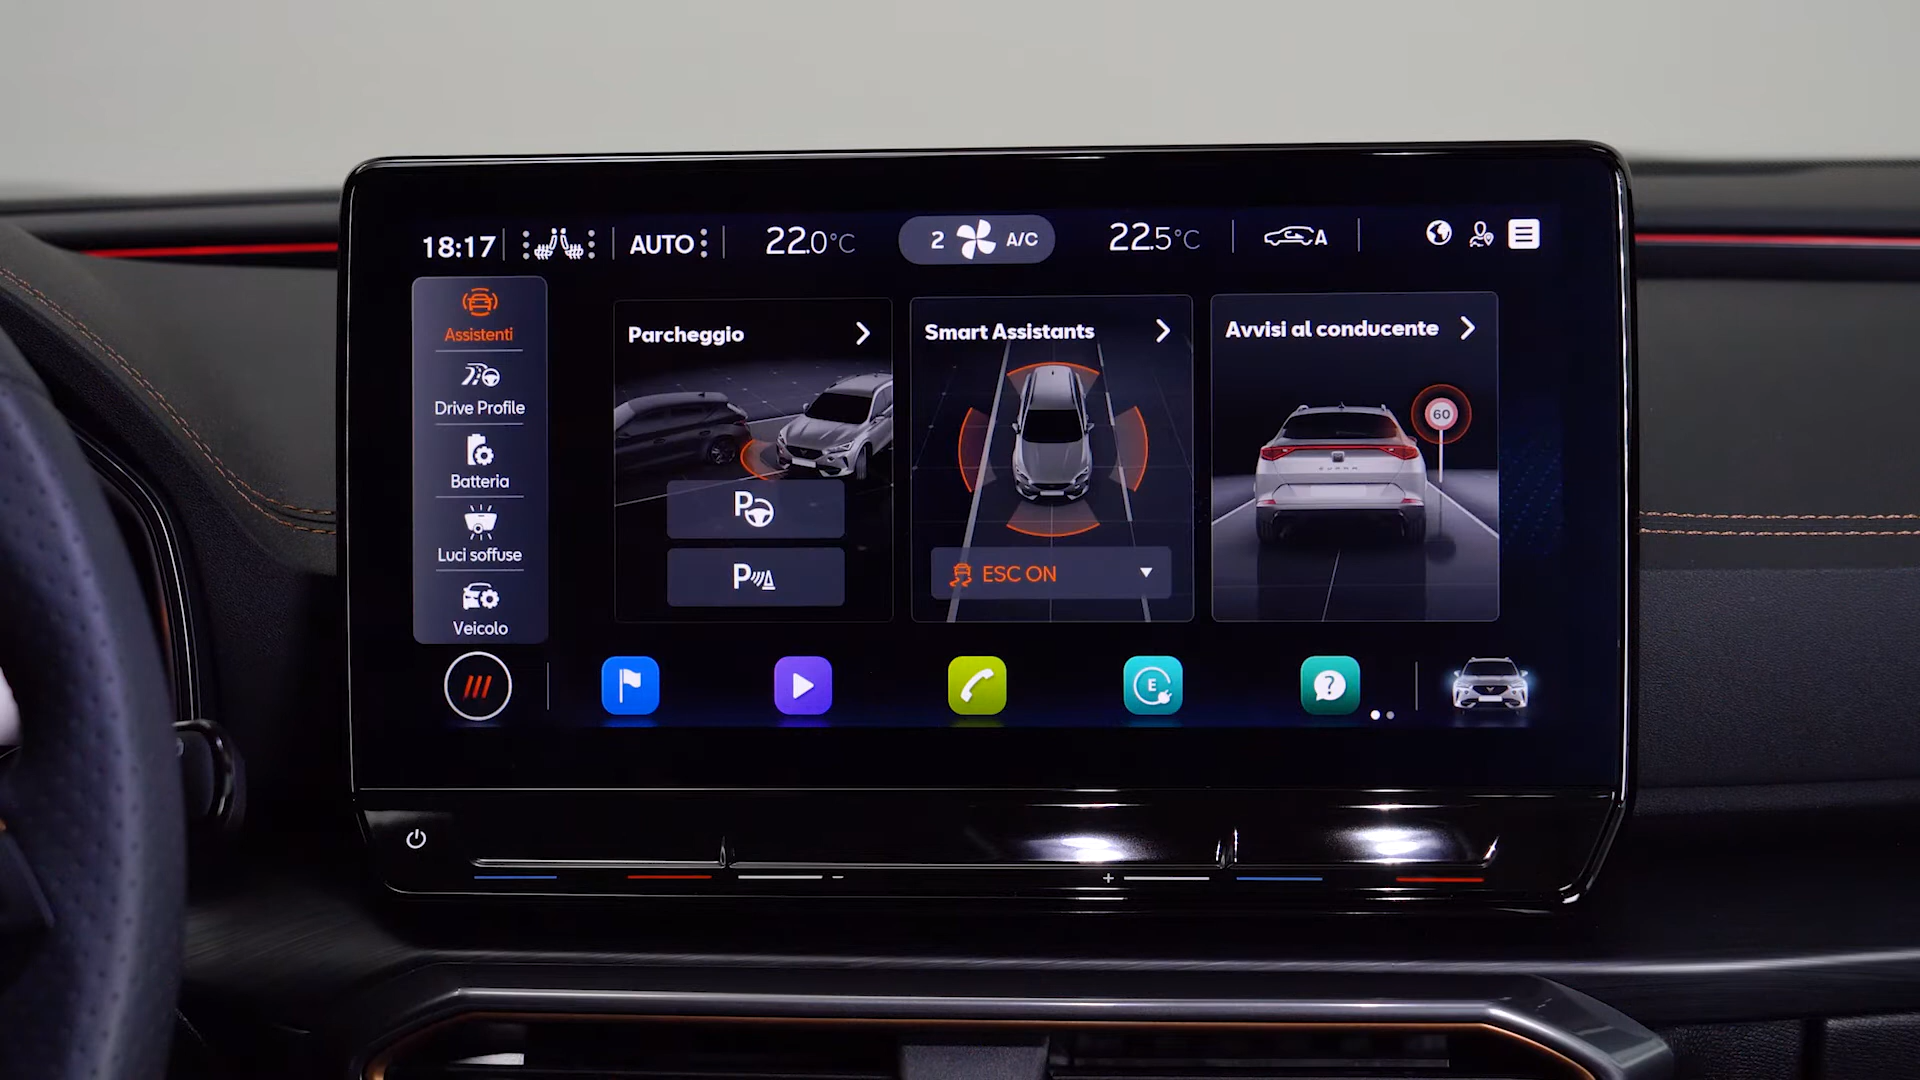 18:17
AUTO
22.0°C
2 A/C
22.5°C
A
Assistenti
Drive Profile
Batteria
Luci soffuse
Veicolo
Parcheggio
P
P
Smart Assistants
ESC ON
Avvisi al conducente
60
CUPRA
E
?
- +